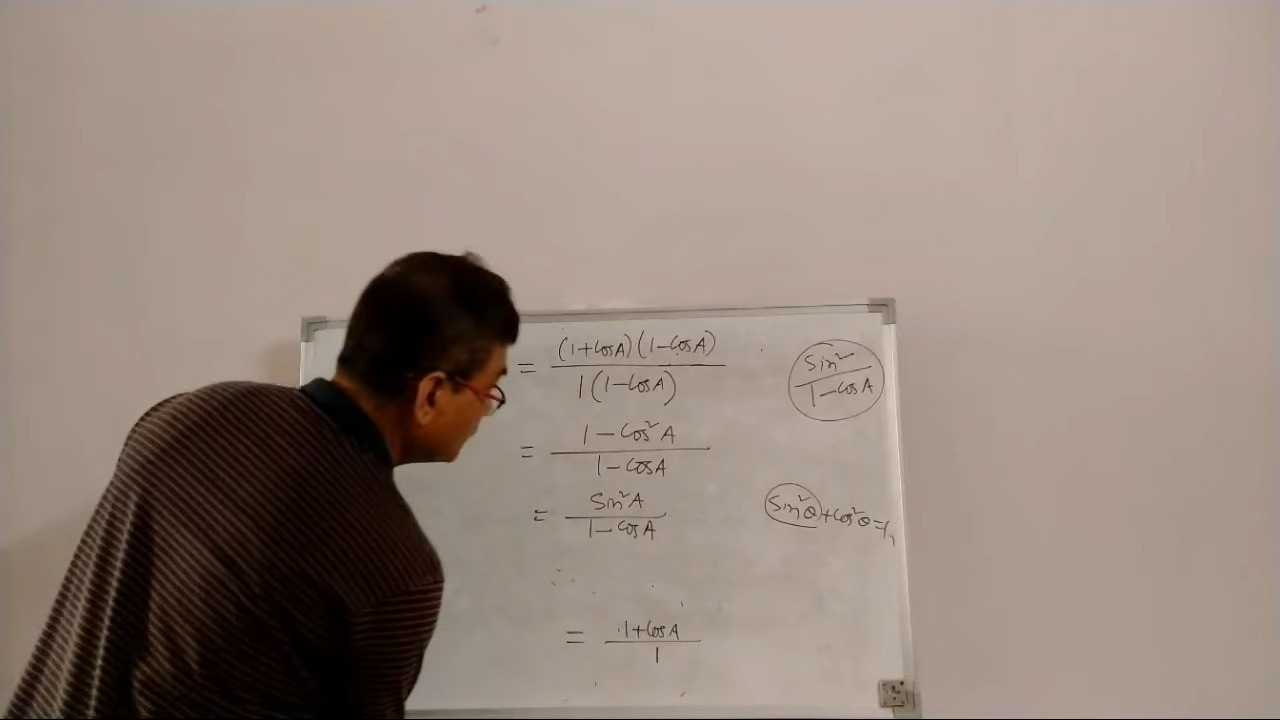 = (1+cosA)(1-cosA) / 1(1-cosA)
sin² / 1-cosA
= 1-cos²A / 1-cosA
= sin²A / 1-cosA
sin²θ+cos²θ=1,
= 1+cosA / 1